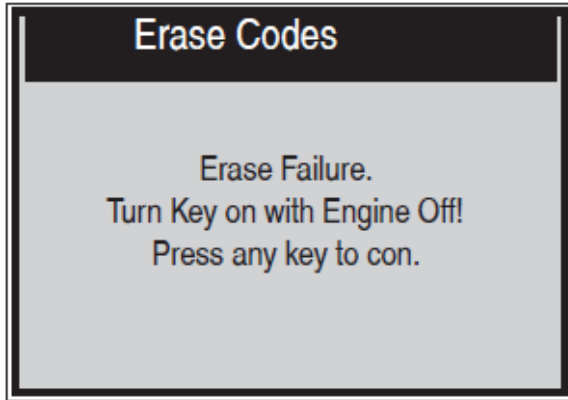 Erase Codes
Erase Failure.
Turn Key on with Engine Off!
Press any key to con.